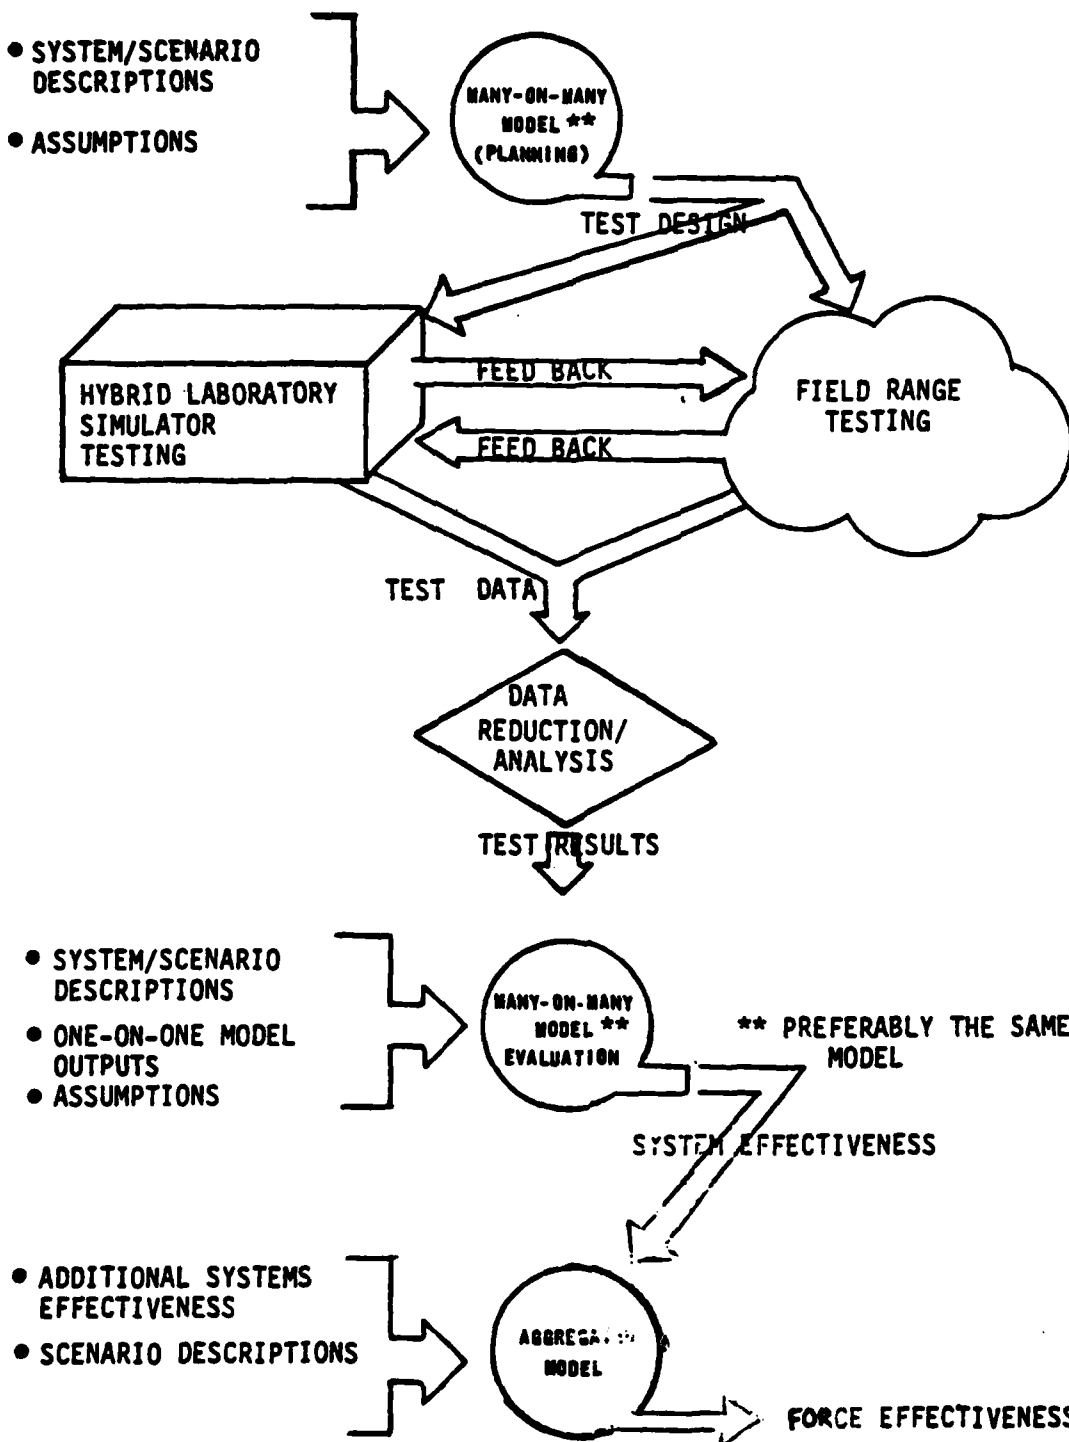 • SYSTEM/SCENARIO
DESCRIPTIONS
• ASSUMPTIONS
MANY-ON-MANY
MODEL **
(PLANNING)
TEST DESIGN
HYBRID LABORATORY
SIMULATOR
TESTING
FEED BACK
FEED BACK
FIELD RANGE
TESTING
TEST DATA
DATA
REDUCTION/
ANALYSIS
TEST RESULTS
• SYSTEM/SCENARIO
DESCRIPTIONS
• ONE-ON-ONE MODEL
OUTPUTS
• ASSUMPTIONS
MANY-ON-MANY
MODEL **
EVALUATION
** PREFERABLY THE SAME
MODEL
SYSTEM EFFECTIVENESS
• ADDITIONAL SYSTEMS
EFFECTIVENESS
• SCENARIO DESCRIPTIONS
MODEL
FORCE EFFECTIVENESS